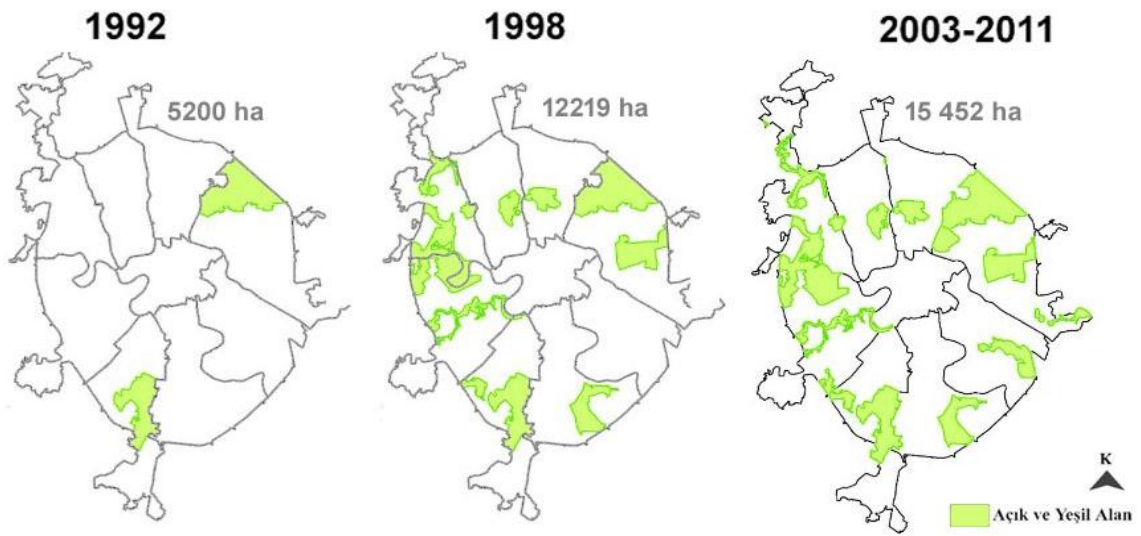 1992
1998
2003-2011
5200 ha
12219 ha
15 452 ha
K
Açık ve Yeşil Alan